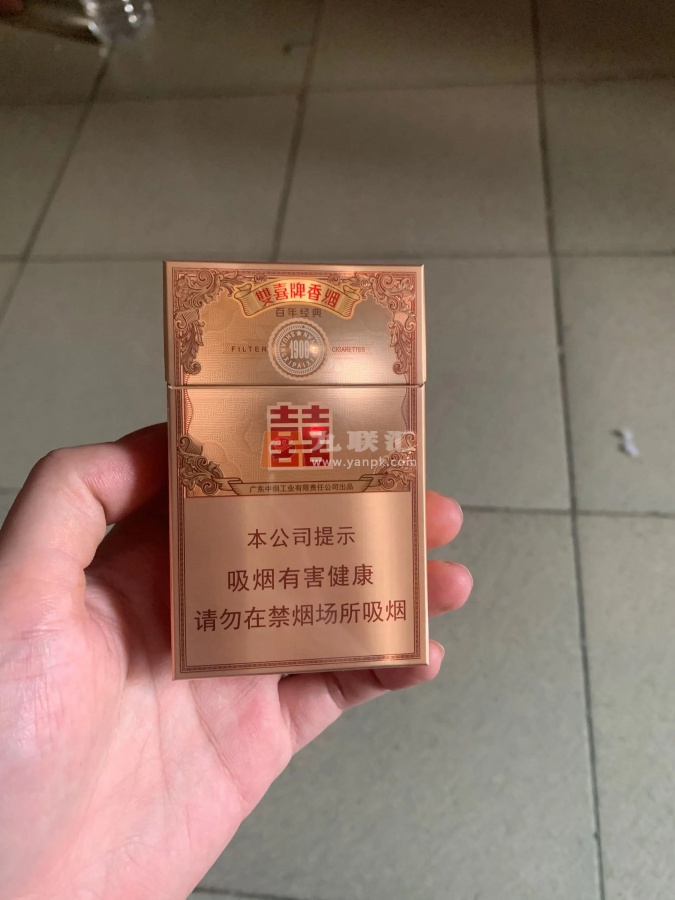 雙喜牌香烟
百年经典
FILTER CIGARETTES
1906
囍
联汇
www.yanpk.com
广东中烟工业有限责任公司出品
本公司提示
吸烟有害健康
请勿在禁烟场所吸烟